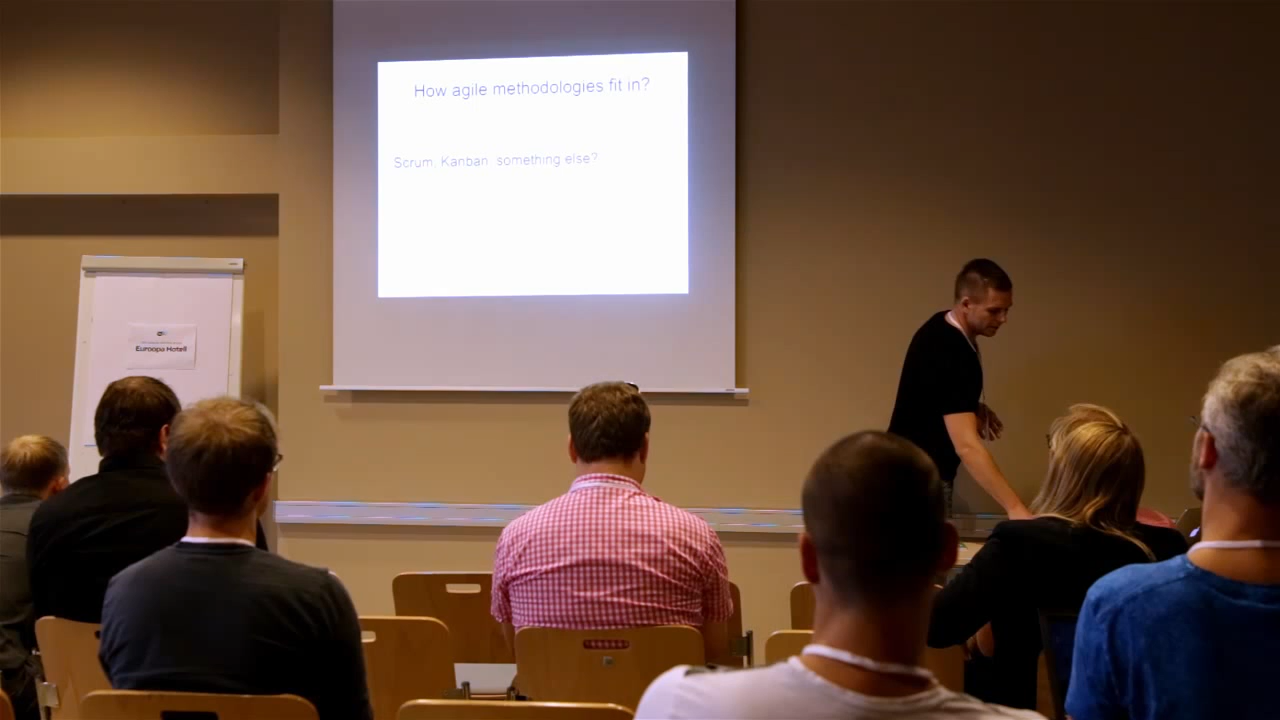 How agile methodologies fit in?
Scrum, Kanban, something else?
Euroopa Hotell